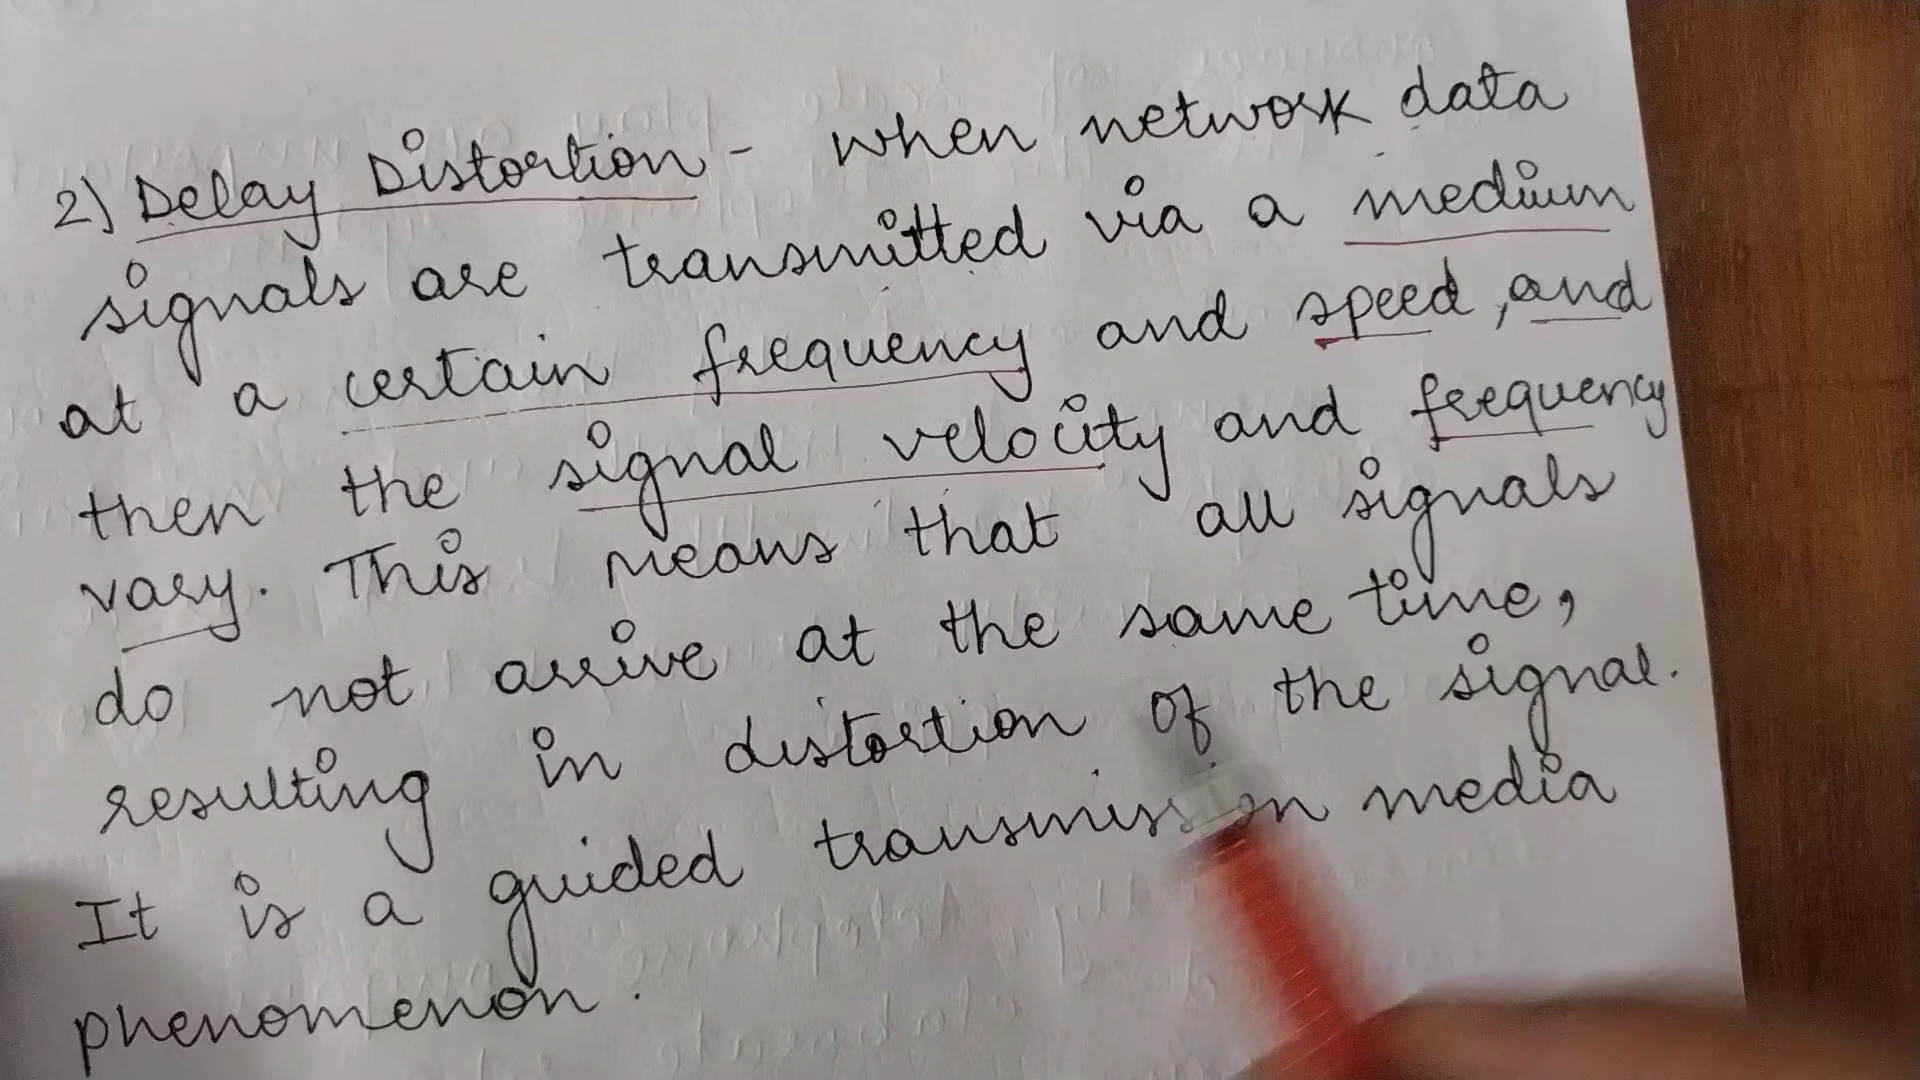 2) Delay Distortion - when network data
signals are transmitted via a medium
at a certain frequency and speed, and
then the signal velocity and frequency
vary. This means that all signals
do not arrive at the same time,
resulting in distortion of the signal.
It is a guided transmission media
phenomenon.